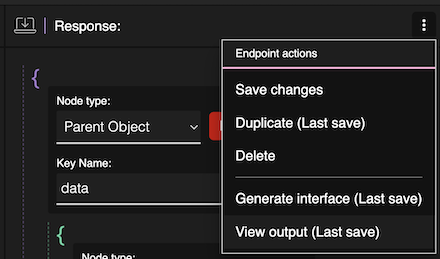 Response:
Endpoint actions
{
Node type:
Save changes
Parent Object
Duplicate (Last save)
Delete
Key Name:
data
Generate interface (Last save)
{
View output (Last save)
Node type: